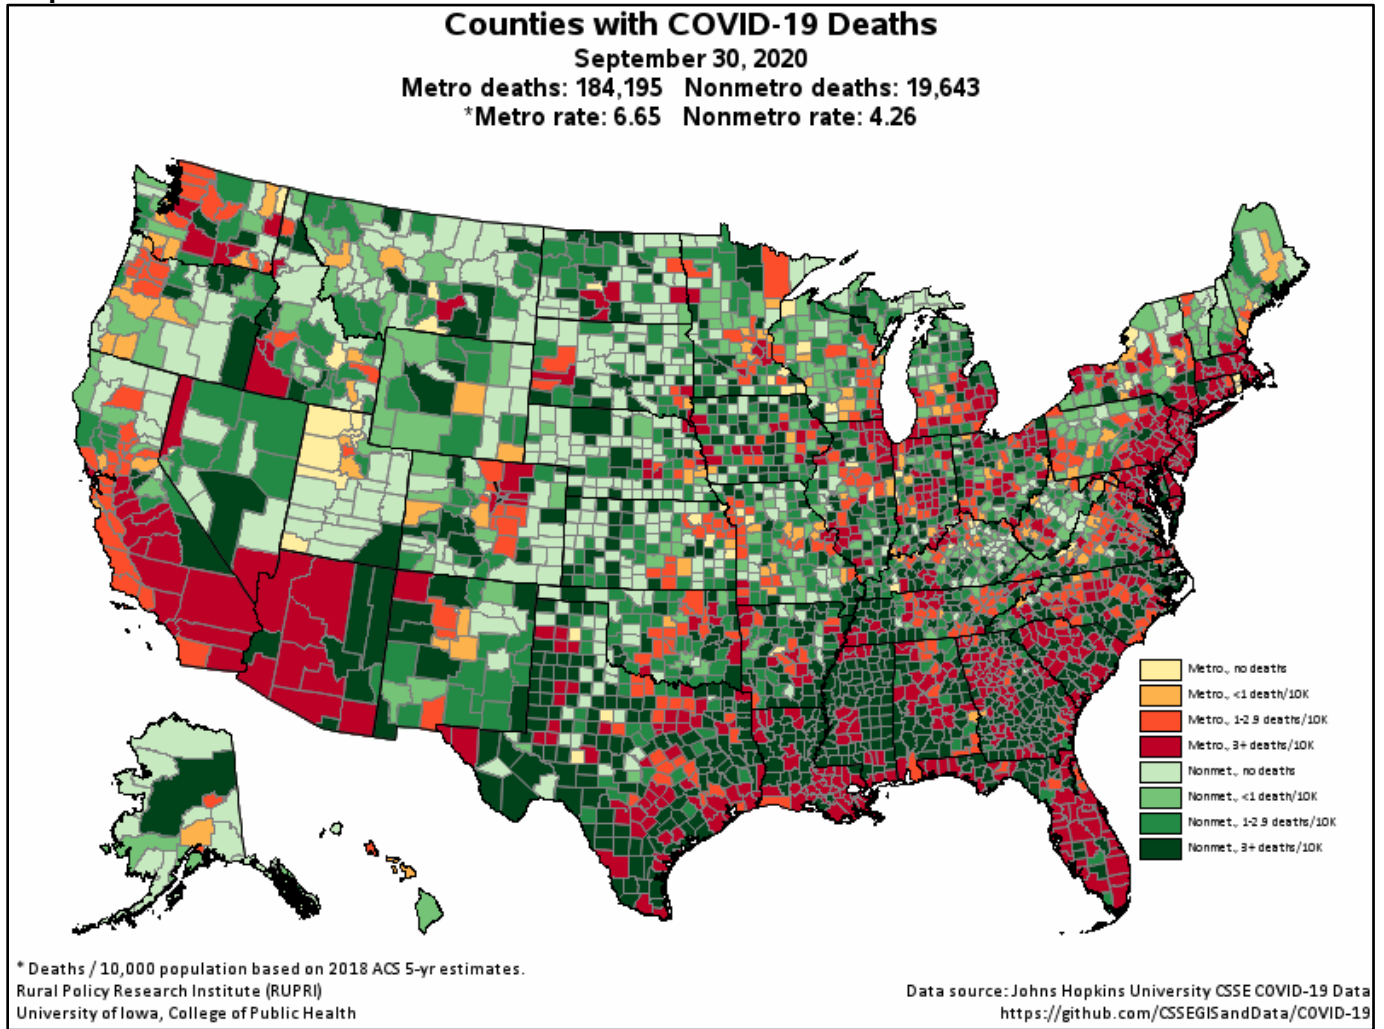 Counties with COVID-19 Deaths
September 30, 2020
Metro deaths: 184,195 Nonmetro deaths: 19,643
*Metro rate: 6.65 Nonmetro rate: 4.26
Metro., no deaths
Metro., <1 death/10K
Metro., 1-2.9 deaths/10K
Metro., 3+ deaths/10K
Nonmet., no deaths
Nonmet., <1 death/10K
Nonmet., 1-2.9 deaths/10K
Nonmet., 3+ deaths/10K
* Deaths / 10,000 population based on 2018 ACS 5-yr estimates.
Rural Policy Research Institute (RUPRI)
University of Iowa, College of Public Health
Data source: Johns Hopkins University CSSE COVID-19 Data
https://github.com/CSSEGISandData/COVID-19